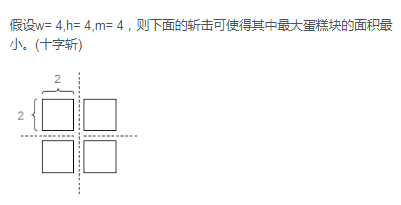 假设w= 4,h= 4,m= 4，则下面的斩击可使得其中最大蛋糕块的面积最
小。(十字斩)
2
2